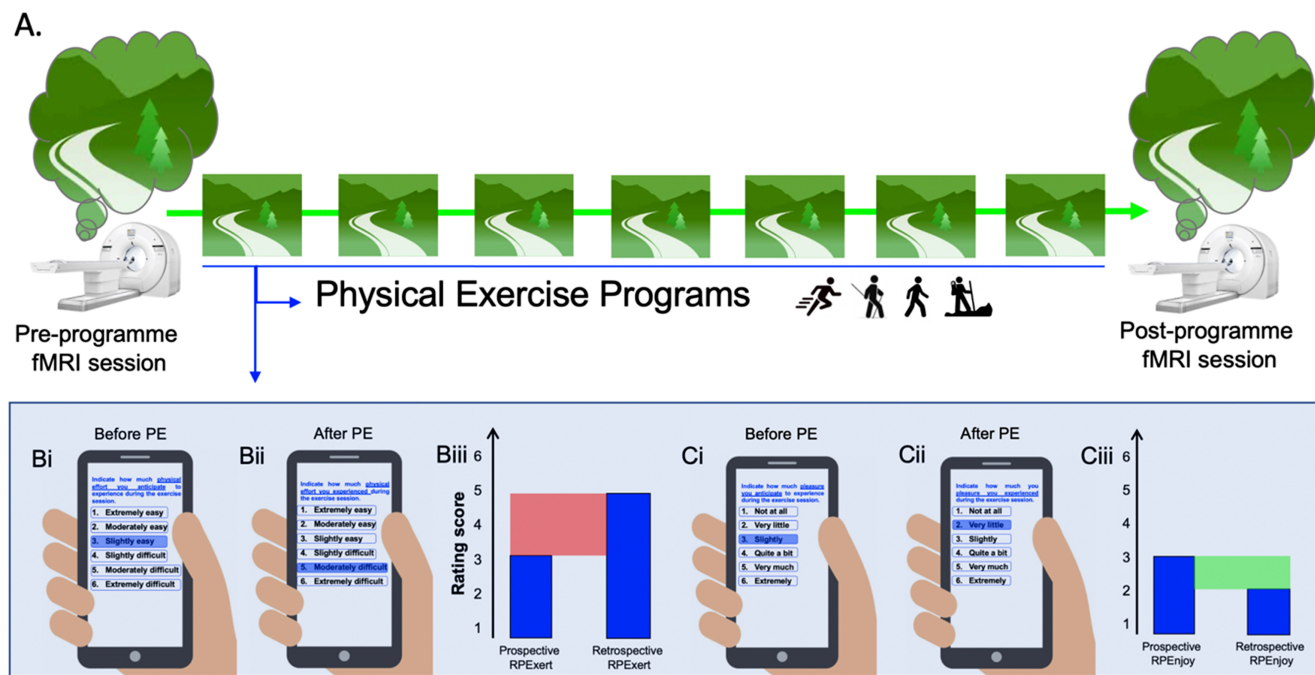 A.
Pre-programme
fMRI session
Physical Exercise Programs
Post-programme
fMRI session
Bi
Before PE
Indicate how much physical
effort you anticipate to
experience during the exercise
session.
1. Extremely easy
2. Moderately easy
3. Slightly easy
4. Slightly difficult
5. Moderately difficult
6. Extremely difficult
Bii
After PE
Indicate how much physical
effort you experienced during
the exercise session.
1. Extremely easy
2. Moderately easy
3. Slightly easy
4. Slightly difficult
5. Moderately difficult
6. Extremely difficult
Biii
Rating score
6
5
4
3
2
1
Prospective
RPExert
Retrospective
RPExert
Ci
Before PE
Indicate how much pleasure
you anticipate to experience
during the exercise session.
1. Not at all
2. Very little
3. Slightly
4. Quite a bit
5. Very much
6. Extremely
Cii
After PE
Indicate how much you
pleasure you experienced
during the exercise session.
1. Not at all
2. Very little
3. Slightly
4. Quite a bit
5. Very much
6. Extremely
Ciii
6
5
4
3
2
1
Prospective
RPEnjoy
Retrospective
RPEnjoy